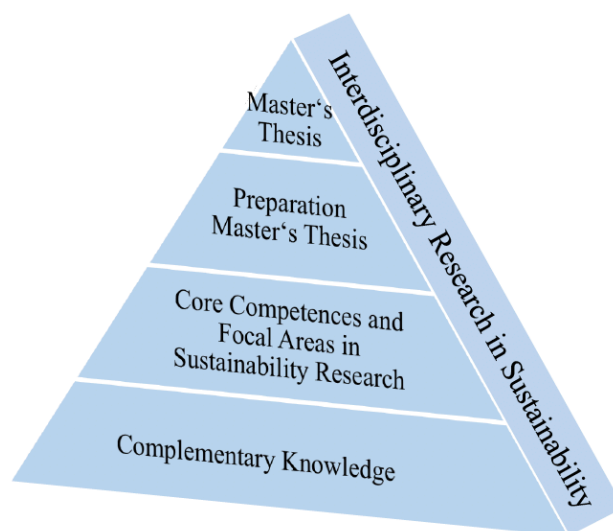 Master‘s
Thesis
Preparation
Master‘s Thesis
Core Competences and
Focal Areas in
Sustainability Research
Complementary Knowledge
Interdisciplinary Research in Sustainability